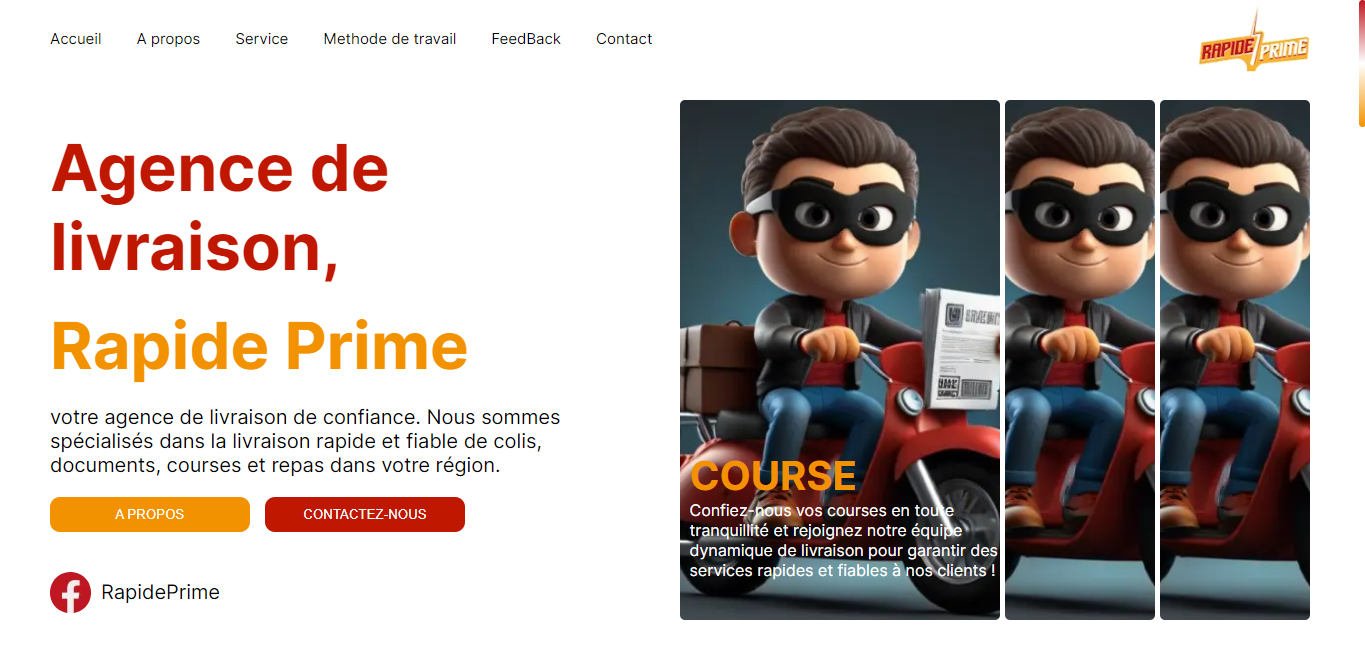 Accueil
A propos
Service
Methode de travail
FeedBack
Contact
RAPIDE PRIME
Agence de
livraison,
Rapide Prime
votre agence de livraison de confiance. Nous sommes
spécialisés dans la livraison rapide et fiable de colis,
documents, courses et repas dans votre région.
A PROPOS
CONTACTEZ-NOUS
RapidePrime
COURSE
Confiez-nous vos courses en toute
tranquillité et rejoignez notre équipe
dynamique de livraison pour garantir des
services rapides et fiables à nos clients !